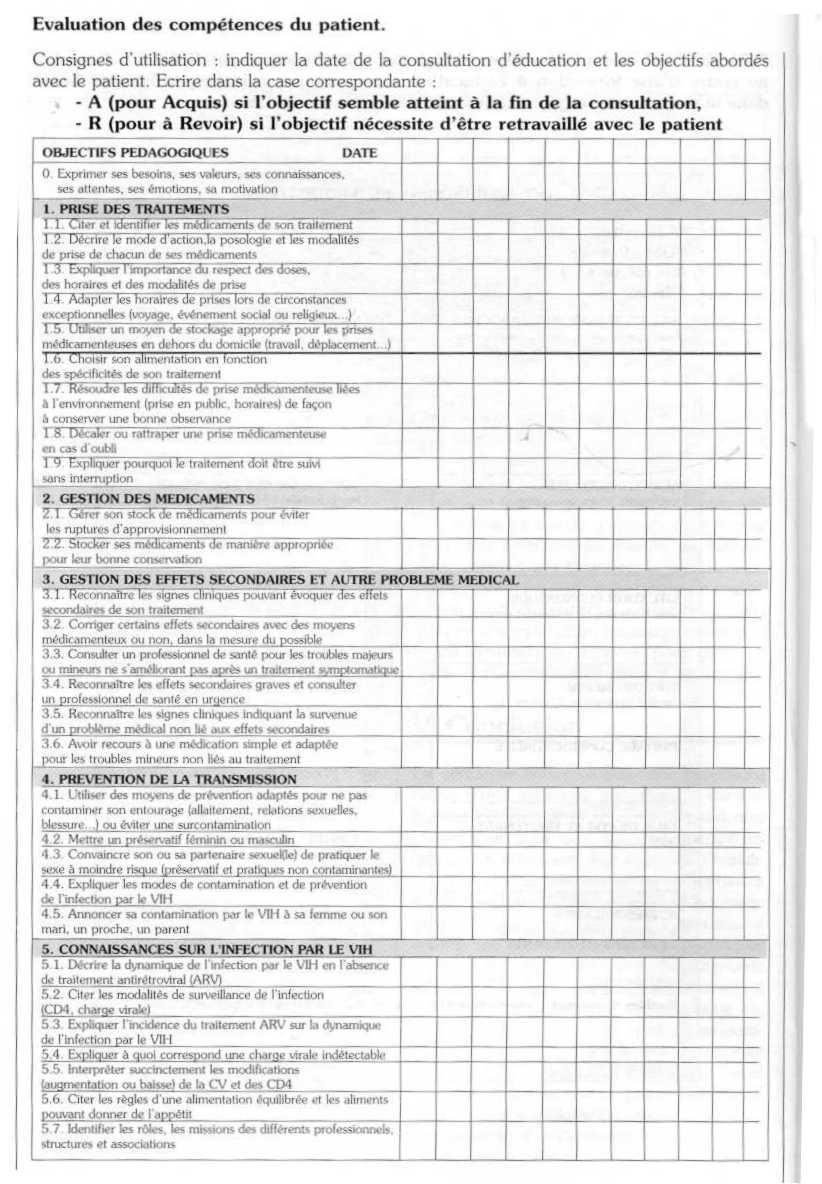 Evaluation des compétences du patient.
Consignes d'utilisation : indiquer la date de la consultation d'éducation et les objectifs abordés
avec le patient. Ecrire dans la case correspondante :
- A (pour Acquis) si l'objectif semble atteint à la fin de la consultation,
- R (pour à Revoir) si l'objectif nécessite d'être retravaillé avec le patient
OBJECTIFS PEDAGOGIQUES DATE
0. Exprimer ses besoins, ses valeurs, ses connaissances,
ses attentes, ses émotions, sa motivation
1. PRISE DES TRAITEMENTS
1.1. Citer et identifier les médicaments de son traitement
1.2. Décrire le mode d'action,la posologie et les modalités
de prise de chacun de ses médicaments
1.3. Expliquer l'importance du respect des doses,
des horaires et des modalités de prise
1.4. Adapter les horaires de prises lors de circonstances
exceptionnelles (voyage, événement social ou religieux...)
1.5. Utiliser un moyen de stockage approprié pour les prises
médicamenteuses en dehors du domicile (travail, déplacement...)
1.6. Choisir son alimentation en fonction
des spécificités de son traitement
1.7. Résoudre les difficultés de prise médicamenteuse liées
à l'environnement (prise en public, horaires) de façon
à conserver une bonne observance
1.8. Décaler ou rattraper une prise médicamenteuse
en cas d'oubli
1.9. Expliquer pourquoi le traitement doit être suivi
sans interruption
2. GESTION DES MEDICAMENTS
2.1. Gérer son stock de médicaments pour éviter
les ruptures d'approvisionnement
2.2. Stocker ses médicaments de manière appropriée
pour leur bonne conservation
3. GESTION DES EFFETS SECONDAIRES ET AUTRE PROBLEME MEDICAL
3.1. Reconnaître les signes cliniques pouvant évoquer des effets
secondaires de son traitement
3.2. Corriger certains effets secondaires avec des moyens
médicamenteux ou non, dans la mesure du possible
3.3. Consulter un professionnel de santé pour les troubles majeurs
ou mineurs ne s'améliorant pas après un traitement symptomatique
3.4. Reconnaître les effets secondaires graves et consulter
un professionnel de santé en urgence
3.5. Reconnaître les signes cliniques indiquant la survenue
d'un problème médical non lié aux effets secondaires
3.6. Avoir recours à une médication simple et adaptée
pour les troubles mineurs non liés au traitement
4. PREVENTION DE LA TRANSMISSION
4.1. Utiliser des moyens de prévention adaptés pour ne pas
contaminer son entourage (allaitement, relations sexuelles,
blessure...) ou éviter une surcontamination
4.2. Mettre un préservatif féminin ou masculin
4.3. Convaincre son ou sa partenaire sexuel(le) de pratiquer le
sexe à moindre risque (préservatif et pratiques non contaminantes)
4.4. Expliquer les modes de contamination et de prévention
de l'infection par le VIH
4.5. Annoncer sa contamination par le VIH à sa femme ou son
mari, un proche, un parent
5. CONNAISSANCES SUR L'INFECTION PAR LE VIH
5.1. Décrire la dynamique de l'infection par le VIH en l'absence
de traitement antirétroviral (ARV)
5.2. Citer les modalités de surveillance de l'infection
(CD4, charge virale)
5.3. Expliquer l'incidence du traitement ARV sur la dynamique
de l'infection par le VIH
5.4. Expliquer à quoi correspond une charge virale indétectable
5.5. Interpréter succinctement les modifications
(augmentation ou baisse) de la CV et des CD4
5.6. Citer les règles d'une alimentation équilibrée et les aliments
pouvant donner de l'appétit
5.7. Identifier les rôles, les missions des différents professionnels,
structures et associations